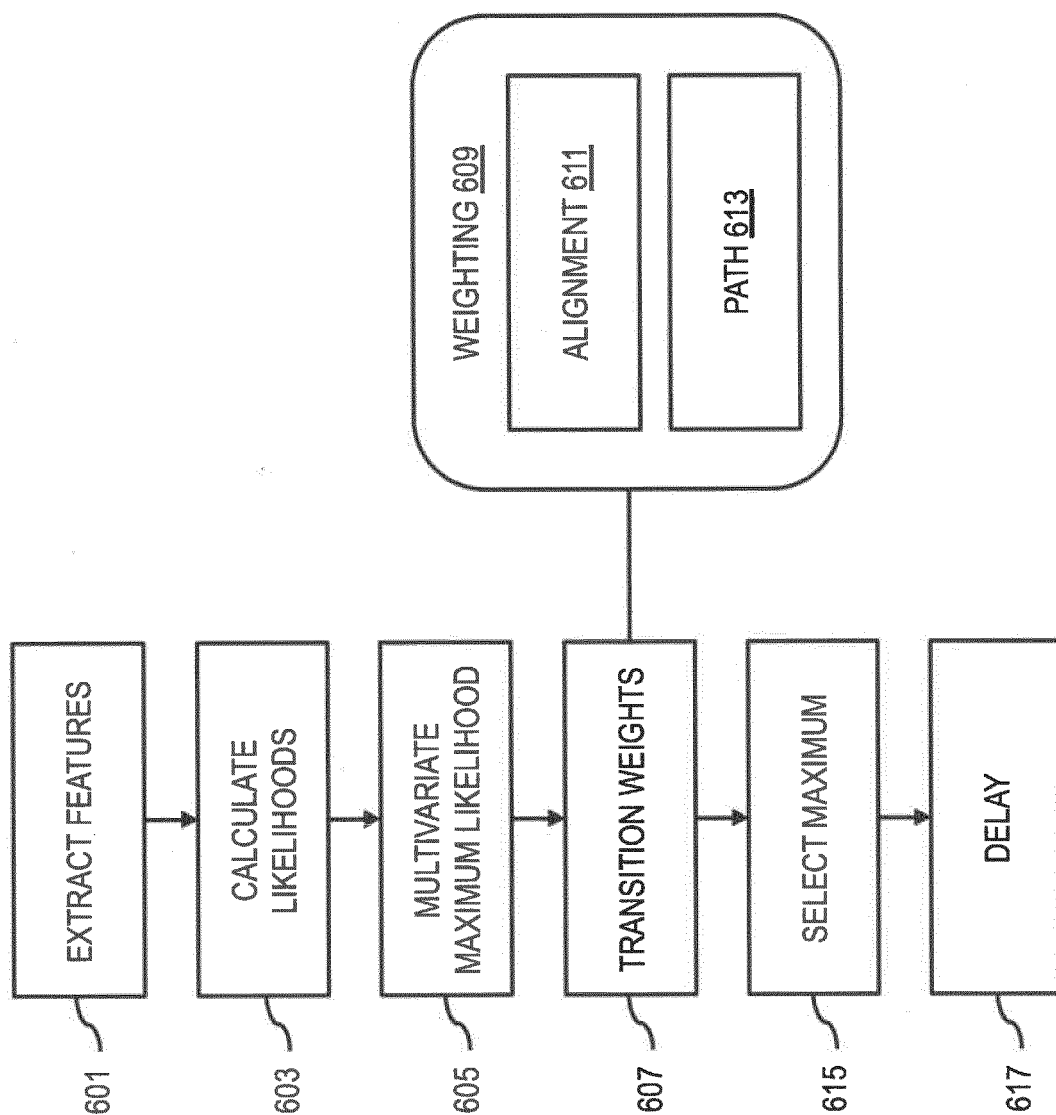 601
EXTRACT FEATURES
603
CALCULATE
LIKELIHOODS
605
MULTIVARIATE
MAXIMUM LIKELIHOOD
607
TRANSITION WEIGHTS
WEIGHTING 609
ALIGNMENT 611
PATH 613
615
SELECT MAXIMUM
617
DELAY